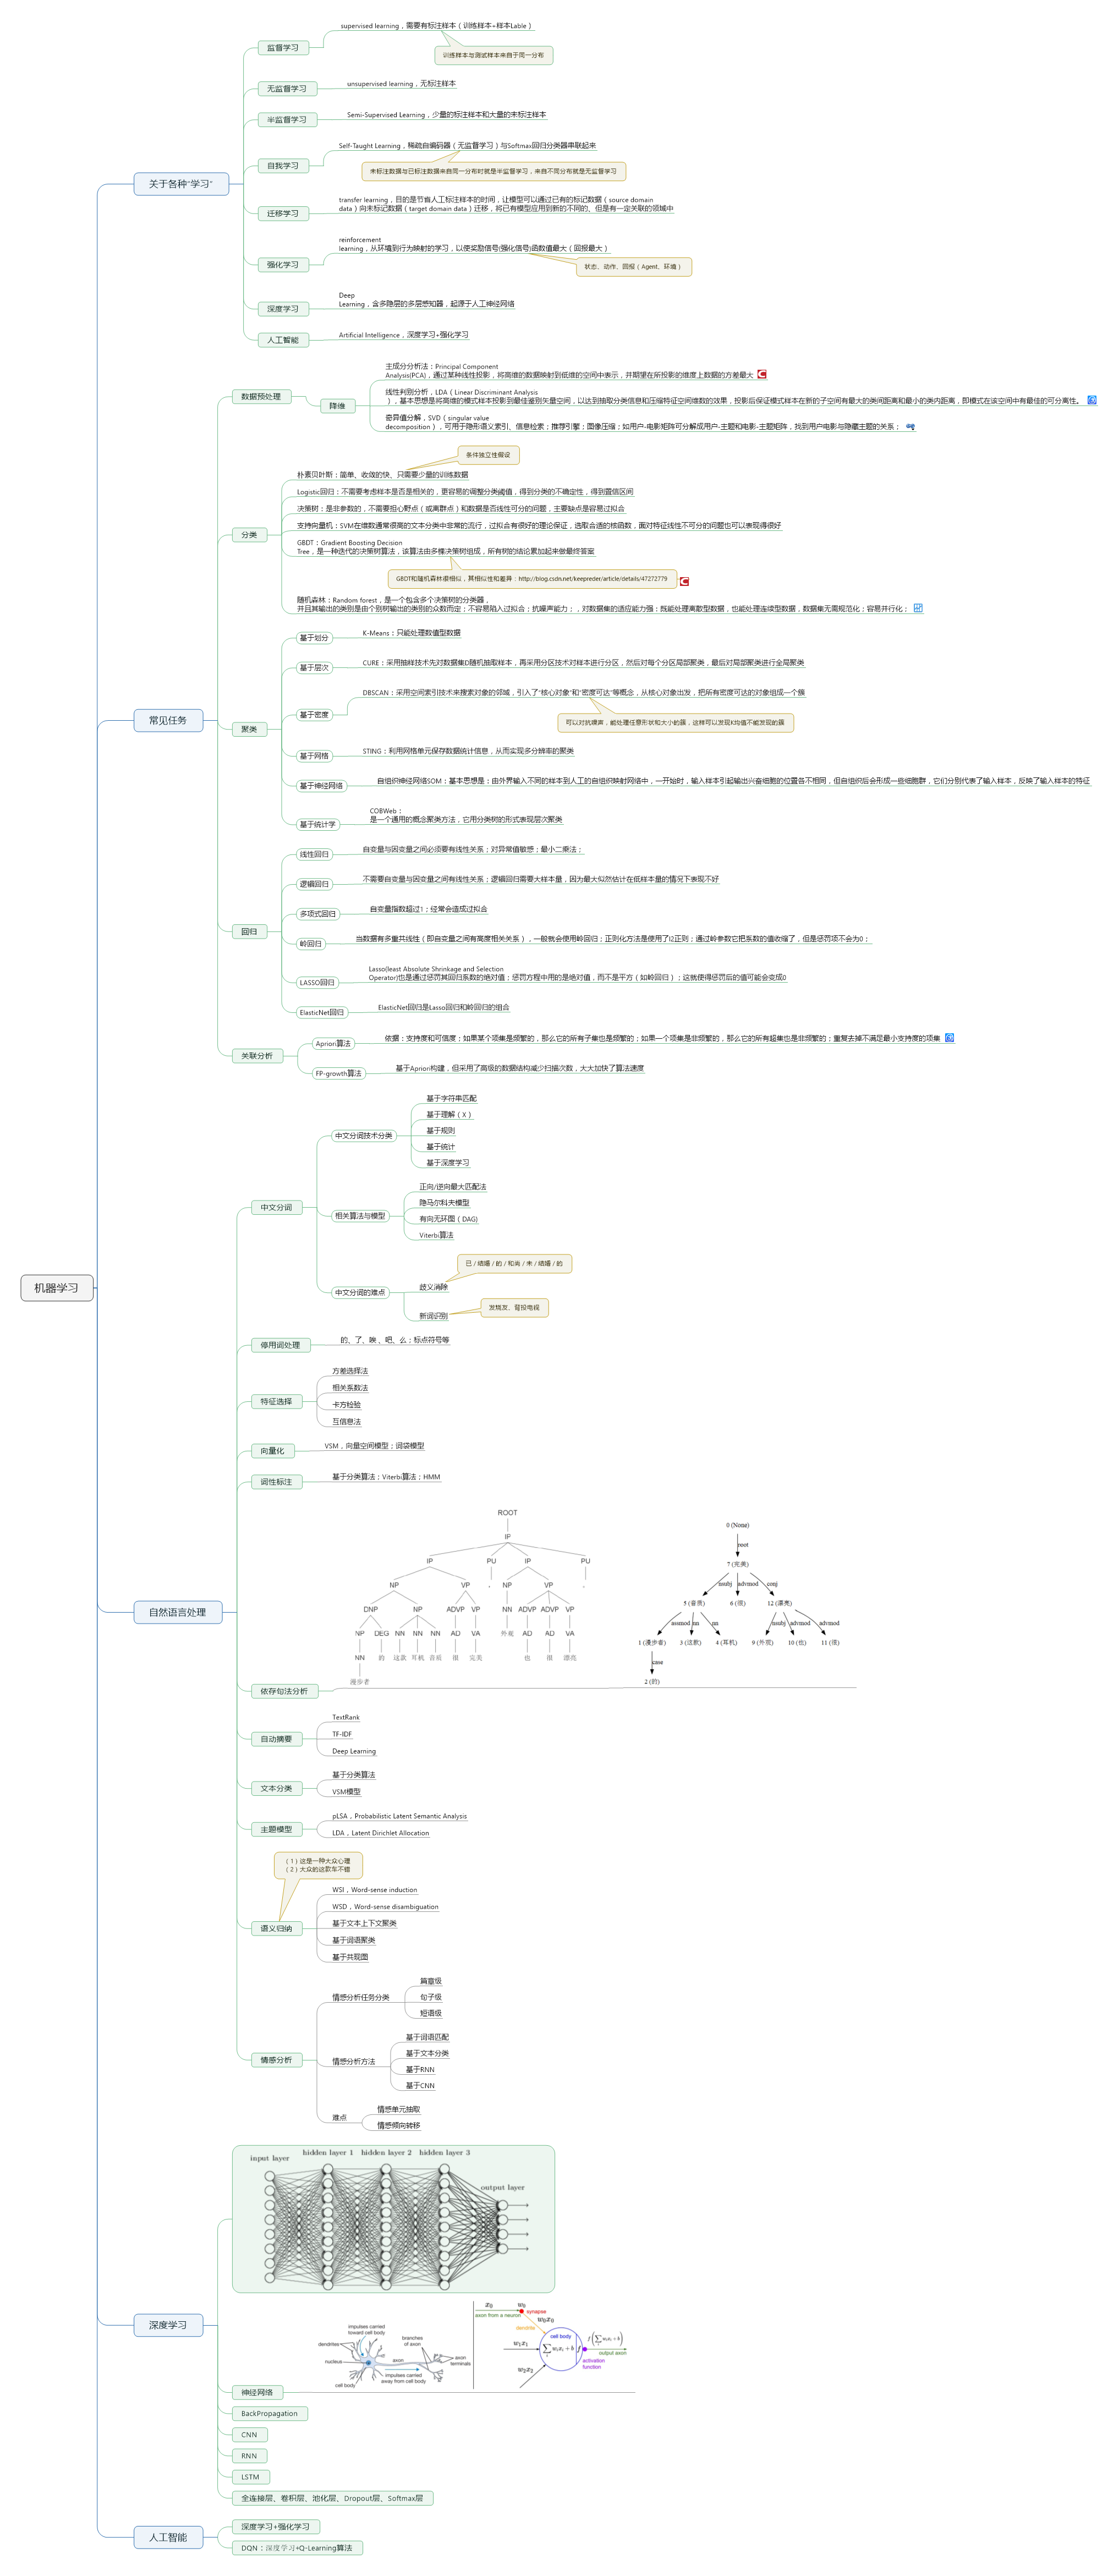 机器学习
关于各种“学习”
监督学习
supervised learning，需要有标注样本（训练样本+样本Lable）
训练样本与测试样本来自于同一分布
无监督学习
unsupervised learning，无标注样本
半监督学习
Semi-Supervised Learning，少量的标注样本和大量的未标注样本
自我学习
Self-Taught Learning，稀疏自编码器（无监督学习）与Softmax回归分类器串联起来
未标注数据与已标注数据来自同一分布时就是半监督学习，来自不同分布就是无监督学习
迁移学习
transfer learning，目的是节省人工标注样本的时间，让模型可以通过已有的标记数据（source domain
data）向未标记数据（target domain data）迁移，将已有模型应用到新的不同的、但是有一定关联的领域中
强化学习
reinforcement
learning，从环境到行为映射的学习，以使奖励信号(强化信号)函数值最大（回报最大）
状态、动作、回报（Agent、环境）
深度学习
Deep
Learning，含多隐层的多层感知器，起源于人工神经网络
人工智能
Artificial Intelligence，深度学习+强化学习
常见任务
数据预处理
降维
主成分分析法：Principal Component
Analysis(PCA)，通过某种线性投影，将高维的数据映射到低维的空间中表示，并期望在所投影的维度上数据的方差最大
线性判别分析，LDA（Linear Discriminant Analysis
），基本思想是将高维的模式样本投影到最佳鉴别矢量空间，以达到抽取分类信息和压缩特征空间维数的效果，投影后保证模式样本在新的子空间有最大的类间距离和最小的类内距离，即模式在该空间中有最佳的可分离性。
奇异值分解，SVD（singular value
decomposition），可用于隐形语义索引、信息检索；推荐引擎；图像压缩；如用户-电影矩阵可分解成用户-主题和电影-主题矩阵，找到用户电影与隐藏主题的关系；
分类
条件独立性假设
朴素贝叶斯：简单、收敛的快、只需要少量的训练数据
Logistic回归：不需要考虑样本是否是相关的，更容易的调整分类阈值，得到分类的不确定性，得到置信区间
决策树：是非参数的，不需要担心野点（或离群点）和数据是否线性可分的问题，主要缺点是容易过拟合
支持向量机：SVM在维数通常很高的文本分类中非常的流行，过拟合有很好的理论保证，选取合适的核函数，面对特征线性不可分的问题也可以表现得很好
GBDT：Gradient Boosting Decision
Tree，是一种迭代的决策树算法，该算法由多棵决策树组成，所有树的结论累加起来做最终答案
GBDT和随机森林很相似，其相似性和差异：http://blog.csdn.net/keepreder/article/details/47272779
随机森林：Random forest，是一个包含多个决策树的分类器，
并且其输出的类别是由个别树输出的类别的众数而定；不容易陷入过拟合；抗噪声能力；，对数据集的适应能力强：既能处理离散型数据，也能处理连续型数据，数据集无需规范化；容易并行化；
聚类
基于划分
K-Means：只能处理数值型数据
基于层次
CURE：采用抽样技术先对数据集D随机抽取样本，再采用分区技术对样本进行分区，然后对每个分区局部聚类，最后对局部聚类进行全局聚类
基于密度
DBSCAN：采用空间索引技术来搜索对象的邻域，引入了“核心对象”和“密度可达”等概念，从核心对象出发，把所有密度可达的对象组成一个簇
可以对抗噪声，能处理任意形状和大小的簇，这样可以发现K均值不能发现的簇
基于网格
STING：利用网格单元保存数据统计信息，从而实现多分辨率的聚类
基于神经网络
自组织神经网络SOM：基本思想是：由外界输入不同的样本到人工的自组织映射网络中，一开始时，输入样本引起输出兴奋细胞的位置各不相同，但自组织后会形成一些细胞群，它们分别代表了输入样本，反映了输入样本的特征
基于统计学
COBWeb：
是一个通用的概念聚类方法，它用分类树的形式表现层次聚类
回归
线性回归
自变量与因变量之间必须要有线性关系；对异常值敏感；最小二乘法；
逻辑回归
不需要自变量与因变量之间有线性关系；逻辑回归需要大样本量，因为最大似然估计在低样本量的情况下表现不好
多项式回归
自变量指数超过1；经常会造成过拟合
岭回归
当数据有多重共线性（即自变量之间有高度相关关系），一般就会使用岭回归；正则化方法是使用了l2正则；通过岭参数它把系数的值收缩了，但是惩罚项不会为0；
LASSO回归
Lasso(least Absolute Shrinkage and Selection
Operator)也是通过惩罚其回归系数的绝对值；惩罚方程中用的是绝对值，而不是平方（如岭回归）；这就使得惩罚后的值可能会变成0
ElasticNet回归
ElasticNet回归是Lasso回归和岭回归的组合
关联分析
Apriori算法
依据：支持度和可信度；如果某个项集是频繁的，那么它的所有子集也是频繁的；如果一个项集是非频繁的，那么它的所有超集也是非频繁的；重复去掉不满足最小支持度的项集
FP-growth算法
基于Apriori构建，但采用了高级的数据结构减少扫描次数，大大加快了算法速度
自然语言处理
中文分词
中文分词技术分类
基于字符串匹配
基于理解（X）
基于规则
基于统计
基于深度学习
相关算法与模型
正向/逆向最大匹配法
隐马尔科夫模型
有向无环图（DAG)
Viterbi算法
中文分词的难点
已 / 结婚 / 的 / 和尚 / 未 / 结婚 / 的
歧义消除
发烧友、背投电视
新词识别
停用词处理
的、了、唉、吧、么；标点符号等
特征选择
方差选择法
相关系数法
卡方检验
互信息法
向量化
VSM，向量空间模型；词袋模型
词性标注
基于分类算法；Viterbi算法；HMM
依存句法分析
ROOT
IP
IP PU IP PU
NP VP ， NP VP .
DNP NP ADVP VP NN ADVP ADVP VP
NP DEG NN NN NN AD VA 外观 AD AD VA
NN 的 这款 耳机 音质 很 完美 也 很 漂亮
漫步者
0 (None)
root
7 (完美)
nsubj advmod conj
5 (音质) 6 (很) 12 (漂亮)
assmod nn nn nsubj advmod advmod
1 (漫步者) 3 (这款) 4 (耳机) 9 (外观) 10 (也) 11 (很)
case
2 (的)
自动摘要
TextRank
TF-IDF
Deep Learning
文本分类
基于分类算法
VSM模型
主题模型
pLSA，Probabilistic Latent Semantic Analysis
LDA，Latent Dirichlet Allocation
（1）这是一种大众心理
（2）大众的这款车不错
语义归纳
WSI，Word-sense induction
WSD，Word-sense disambiguation
基于文本上下文聚类
基于词语聚类
基于共现图
情感分析
情感分析任务分类
篇章级
句子级
短语级
情感分析方法
基于词语匹配
基于文本分类
基于RNN
基于CNN
难点
情感单元抽取
情感倾向转移
深度学习
input layer
hidden layer 1 hidden layer 2 hidden layer 3
output layer
神经网络
impulses carried
toward cell body
dendrites
nucleus
cell body
axon
branches
of axon
axon
terminals
impulses carried
away from cell body
x0 w0
axon from a neuron
synapse
w0x0
dendrite
cell body
w1x1
∑ wixi + b
i
f
f(∑ wixi + b)
i
output axon
activation
function
w2x2
BackPropagation
CNN
RNN
LSTM
全连接层、卷积层、池化层、Dropout层、Softmax层
人工智能
深度学习+强化学习
DQN：深度学习+Q-Learning算法